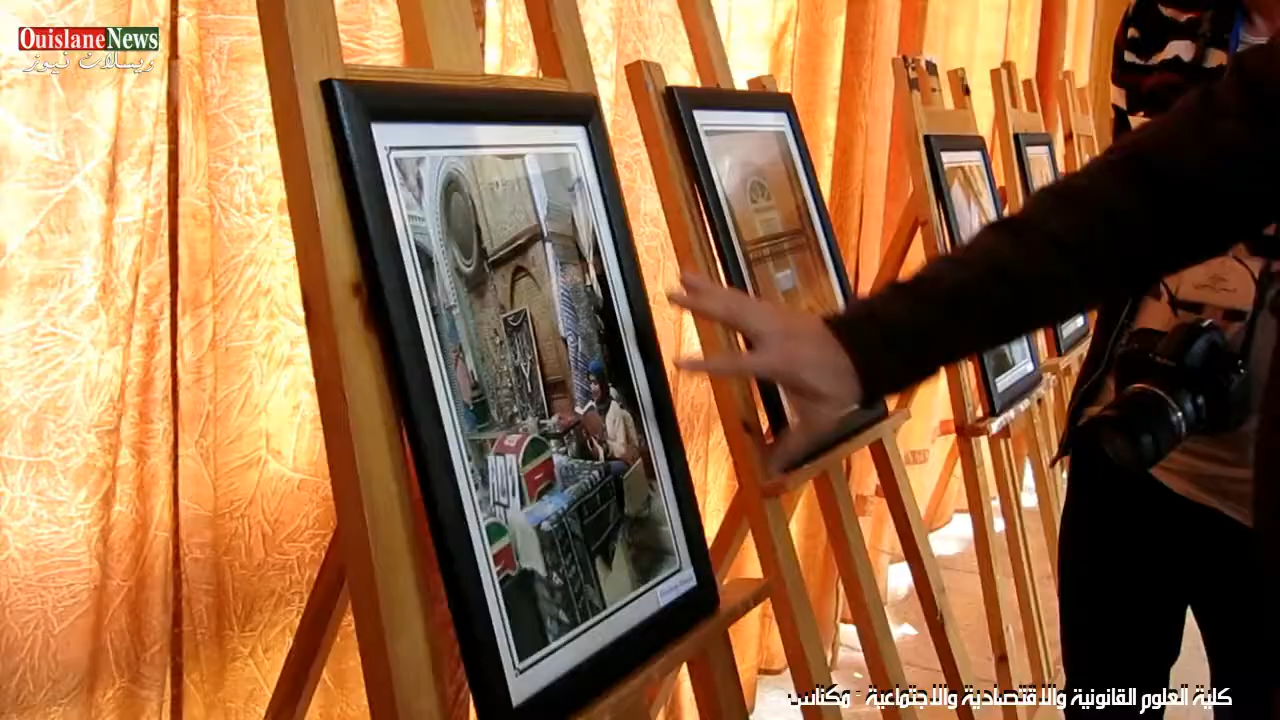 OuislaneNews
ويسلان نيوز
كلية العلوم القانونية والاقتصادية والاجتماعية - مكناس